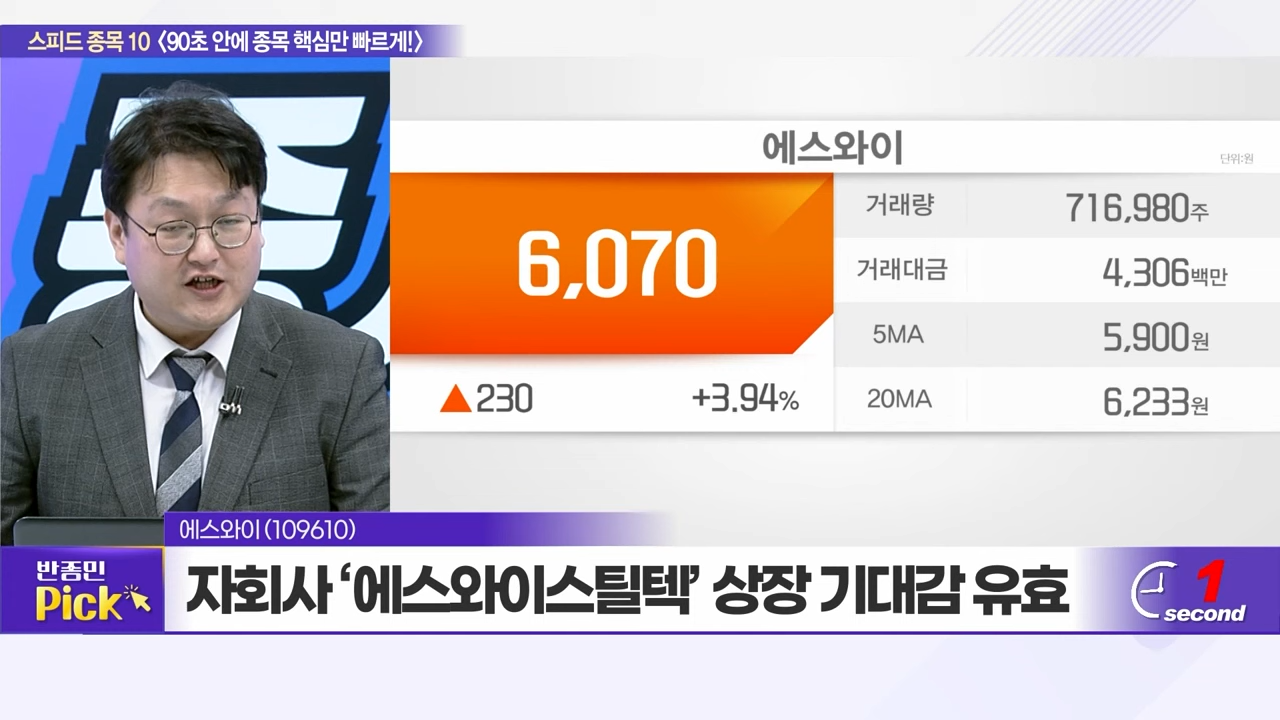 스피드 종목 10 <90초 안에 종목 핵심만 빠르게!>
에스와이
단위:원
6,070
▲230 +3.94%
거래량 716,980주
거래대금 4,306백만
5MA 5,900원
20MA 6,233원
에스와이(109610)
반종민
Pick
자회사 ‘에스와이스틸텍’ 상장 기대감 유효
1
second